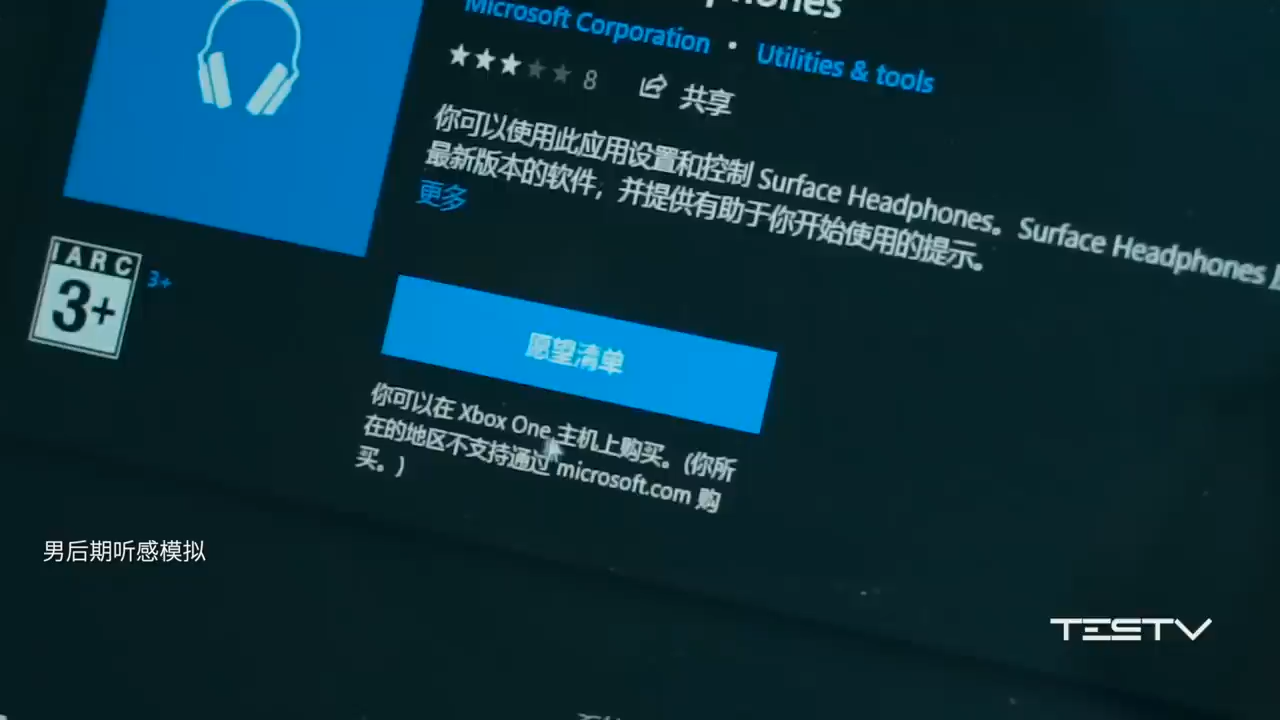 Microsoft Corporation • Utilities & tools
8 共享
你可以使用此应用设置和控制 Surface Headphones。Surface Headphones
最新版本的软件，并提供有助于你开始使用的提示。
更多
IARC
3+
3+
愿望清单
你可以在 Xbox One 主机上购买。(你所
在的地区不支持通过 microsoft.com 购
买。)
男后期听感模拟
TESTV